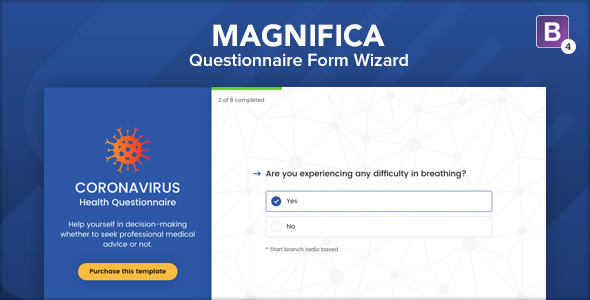 MAGNIFICA
Questionnaire Form Wizard
B
4
2 of 8 completed
CORONAVIRUS
Health Questionnaire
Help yourself in decision-making
whether to seek professional medical
advice or not.
Purchase this template
→ Are you experiencing any difficulty in breathing?
Yes
No
* Start branch radio based